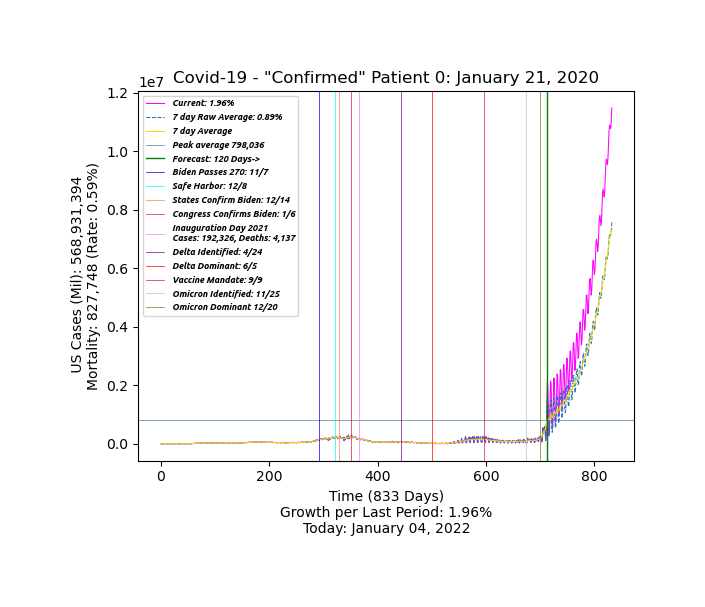 Covid-19 - "Confirmed" Patient 0: January 21, 2020
1e7
1.2
1.0
0.8
0.6
0.4
0.2
0.0
US Cases (Mil): 568,931,394
Mortality: 827,748 (Rate: 0.59%)
Current: 1.96%
7 day Raw Average: 0.89%
7 day Average
Peak average 798,036
Forecast: 120 Days->
Biden Passes 270: 11/7
Safe Harbor: 12/8
States Confirm Biden: 12/14
Congress Confirms Biden: 1/6
Inauguration Day 2021
Cases: 192,326, Deaths: 4,137
Delta Identified: 4/24
Delta Dominant: 6/5
Vaccine Mandate: 9/9
Omicron Identified: 11/25
Omicron Dominant 12/20
0 200 400 600 800
Time (833 Days)
Growth per Last Period: 1.96%
Today: January 04, 2022